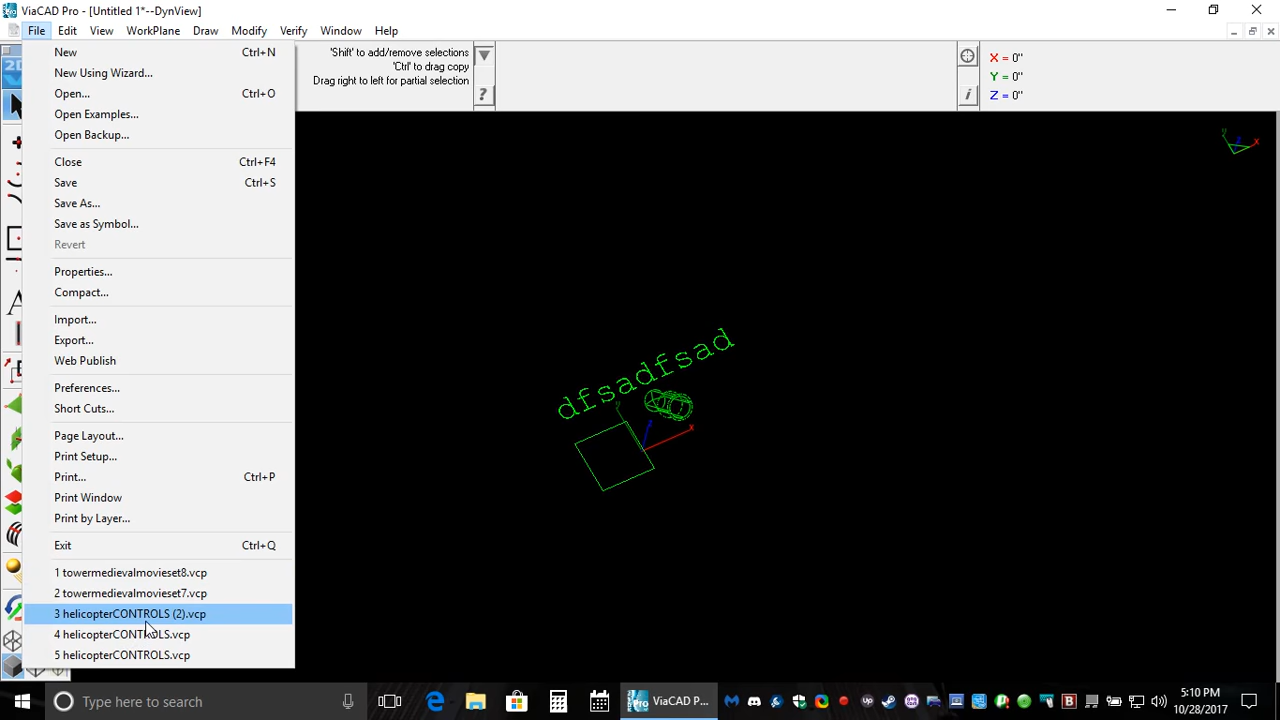 ViaCAD Pro - [Untitled 1*--DynView]
File Edit View WorkPlane Draw Modify Verify Window Help
New Ctrl+N
New Using Wizard...
Open... Ctrl+O
Open Examples...
Open Backup...
Close Ctrl+F4
Save Ctrl+S
Save As...
Save as Symbol...
Revert
Properties...
Compact...
Import...
Export...
Web Publish
Preferences...
Short Cuts...
Page Layout...
Print Setup...
Print... Ctrl+P
Print Window
Print by Layer...
Exit Ctrl+Q
1 towermedievalmovieset8.vcp
2 towermedievalmovieset7.vcp
3 helicopterCONTROLS (2).vcp
4 helicopterCONTROLS.vcp
5 helicopterCONTROLS.vcp
2D
A
'Shift' to add/remove selections
'Ctrl' to drag copy
Drag right to left for partial selection
?
i
X = 0"
Y = 0"
Z = 0"
dfsadfsad
y
z
x
Type here to search
ViaCAD P...
5:10 PM
10/28/2017